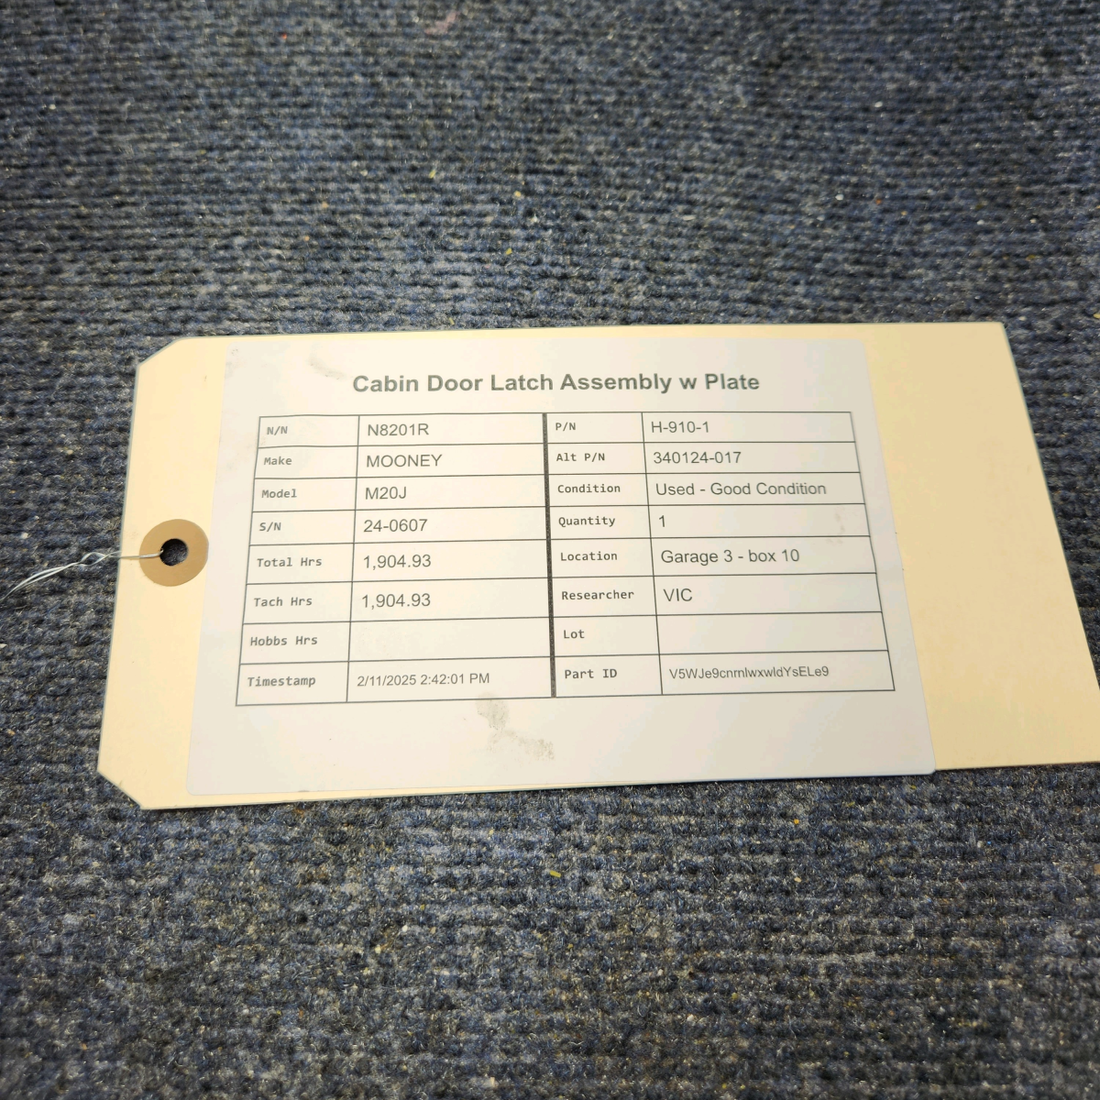 Cabin Door Latch Assembly w Plate
N/N N8201R P/N H-910-1
Make MOONEY Alt P/N 340124-017
Model M20J Condition Used - Good Condition
S/N 24-0607 Quantity 1
Total Hrs 1,904.93 Location Garage 3 - box 10
Tach Hrs 1,904.93 Researcher VIC
Hobbs Hrs Lot
Timestamp 2/11/2025 2:42:01 PM Part ID